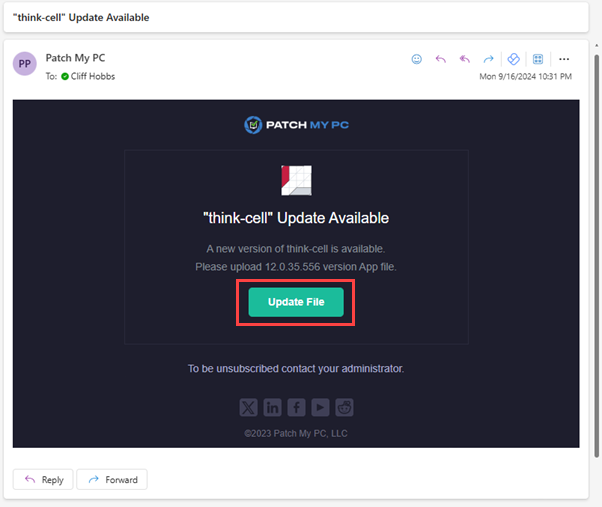 "think-cell" Update Available
PP
Patch My PC
To: Cliff Hobbs
Mon 9/16/2024 10:31 PM
PATCH MY PC
"think-cell" Update Available
A new version of think-cell is available.
Please upload 12.0.35.556 version App file.
Update File
To be unsubscribed contact your administrator.
©2023 Patch My PC, LLC
Reply
Forward